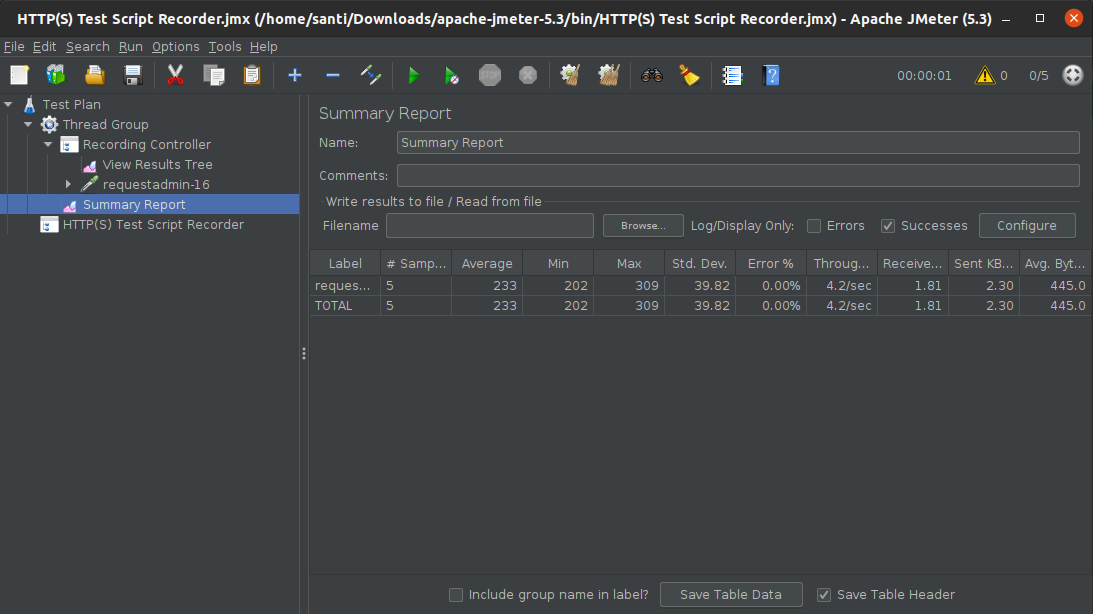 HTTP(S) Test Script Recorder.jmx (/home/santi/Downloads/apache-jmeter-5.3/bin/HTTP(S) Test Script Recorder.jmx) - Apache JMeter (5.3)
File Edit Search Run Options Tools Help
STOP 00:00:01 0 0/5
Test Plan
Thread Group
Recording Controller
View Results Tree
requestadmin-16
Summary Report
HTTP(S) Test Script Recorder
Summary Report
Name: Summary Report
Comments:
Write results to file / Read from file
Filename Browse... Log/Display Only: Errors Successes Configure
Label # Samp... Average Min Max Std. Dev. Error % Throug... Receive... Sent KB... Avg. Byt...
reques... 5 233 202 309 39.82 0.00% 4.2/sec 1.81 2.30 445.0
TOTAL 5 233 202 309 39.82 0.00% 4.2/sec 1.81 2.30 445.0
Include group name in label? Save Table Data Save Table Header